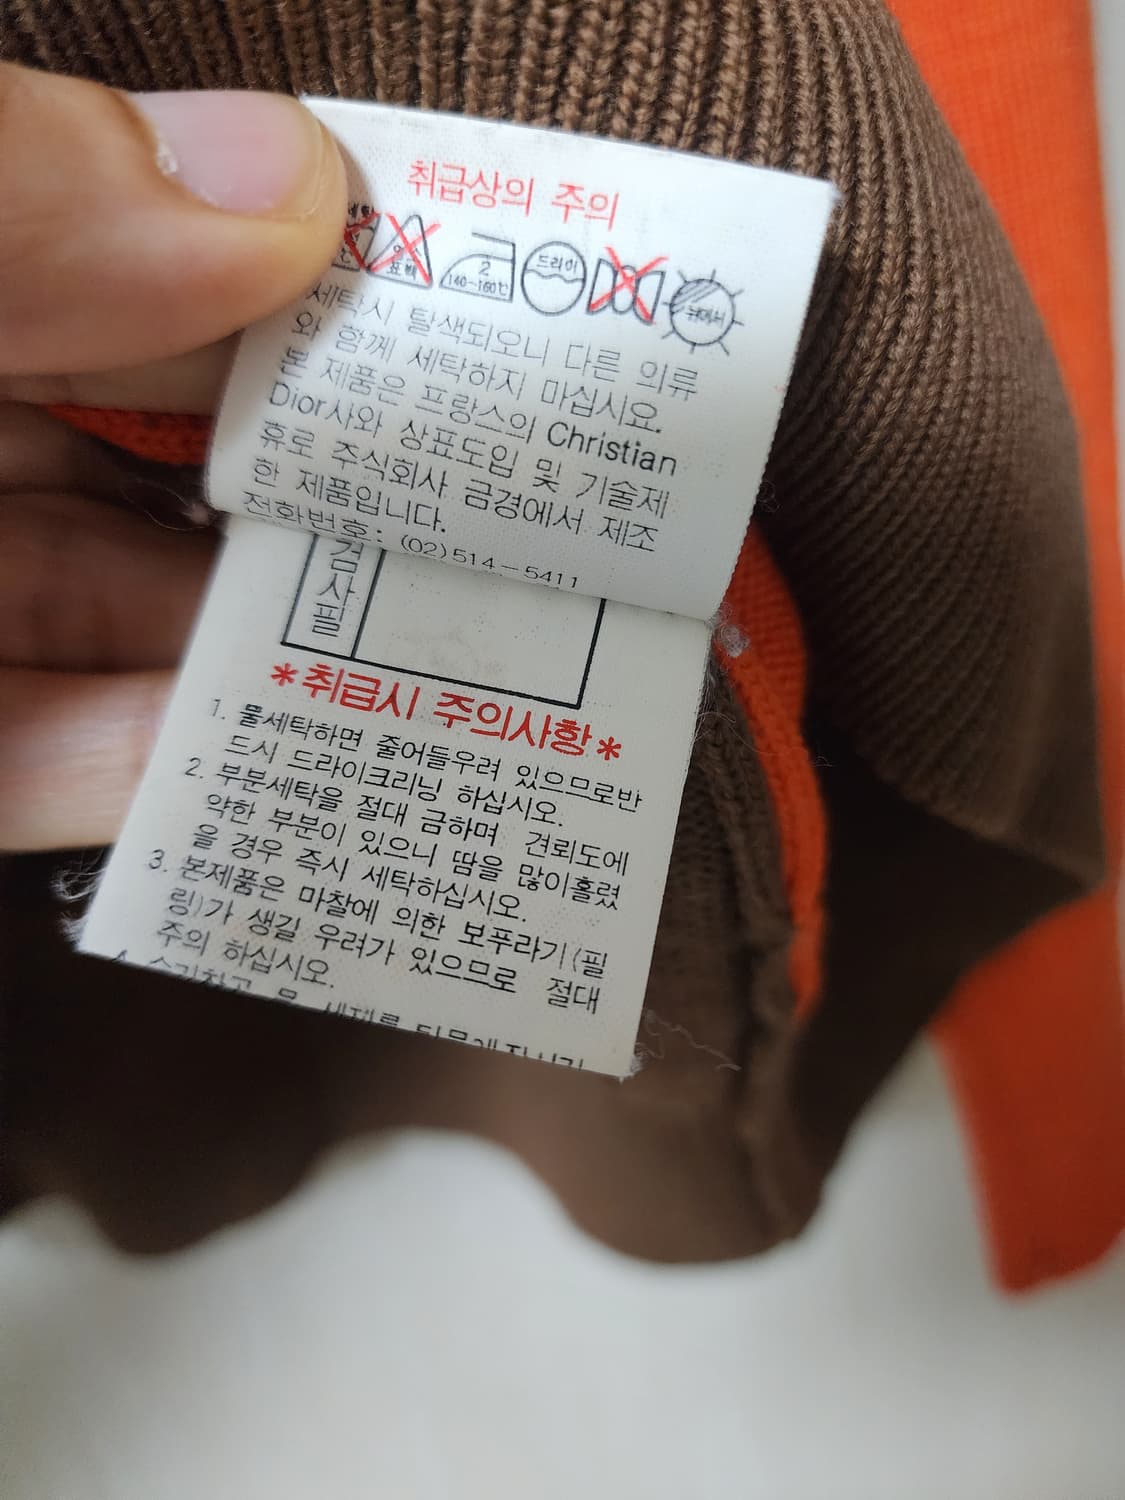 취급상의 주의
표백
2
140~160℃
드라이
세탁시 탈색되오니 다른 의류
와 함께 세탁하지 마십시요.
본 제품은 프랑스의 Christian
Dior사와 상표도입 및 기술제
휴로 주식회사 금경에서 제조
한 제품입니다.
전화번호: (02)514-5411
검사필
*취급시 주의사항*
1. 물세탁하면 줄어들우려 있으므로반
드시 드라이크리닝 하십시오.
2. 부분세탁을 절대 금하며 견뢰도에
약한 부분이 있으니 땀을 많이흘렸
을 경우 즉시 세탁하십시오.
3. 본제품은 마찰에 의한 보푸라기(필
링)가 생길 우려가 있으므로 절대
주의 하십시오.